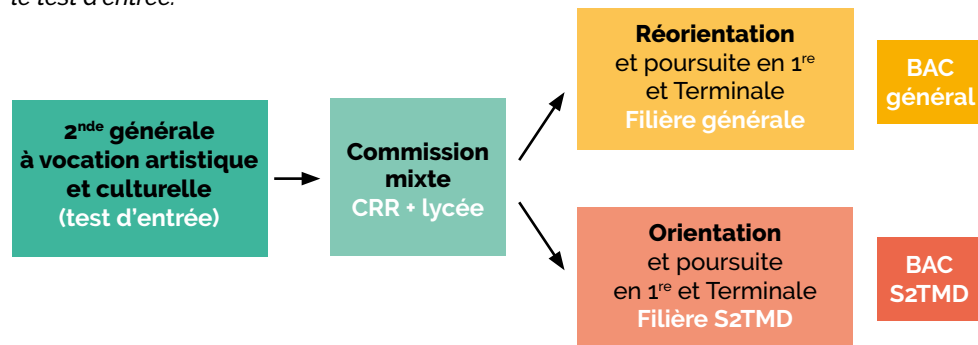 le test d'entrée.
2nde générale
à vocation artistique
et culturelle
(test d'entrée)
Commission
mixte
CRR + lycée
Réorientation
et poursuite en 1re
et Terminale
Filière générale
BAC
général
Orientation
et poursuite
en 1re et Terminale
Filière S2TMD
BAC
S2TMD